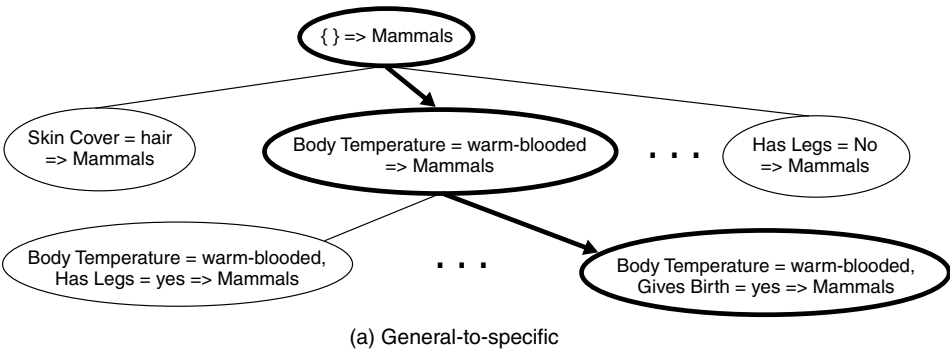 { } => Mammals
Skin Cover = hair
=> Mammals
Body Temperature = warm-blooded
=> Mammals
. . .
Has Legs = No
=> Mammals
Body Temperature = warm-blooded,
Has Legs = yes => Mammals
. . .
Body Temperature = warm-blooded,
Gives Birth = yes => Mammals
(a) General-to-specific